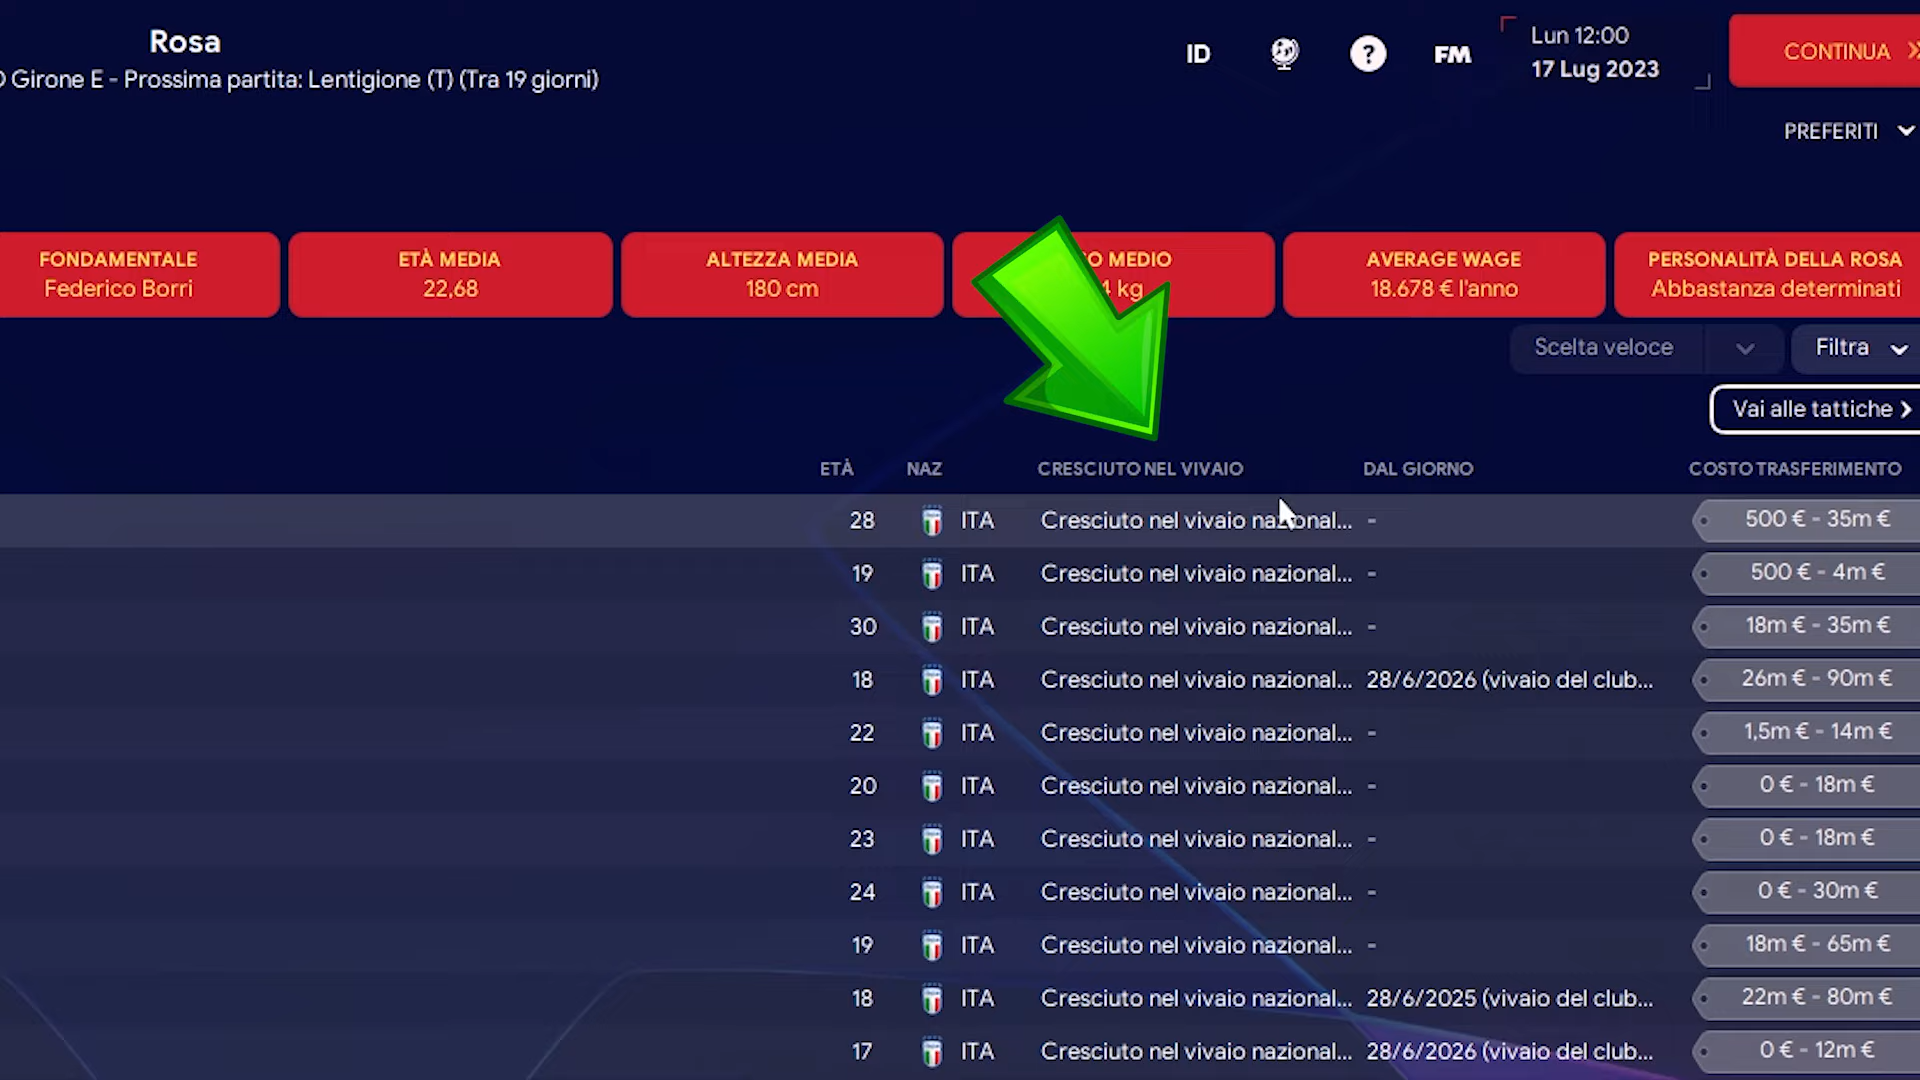 Rosa
Girone E - Prossima partita: Lentigione (T) (Tra 19 giorni)
ID
?
FM
Lun 12:00
17 Lug 2023
CONTINUA
PREFERITI
FONDAMENTALE
Federico Borri
ETÀ MEDIA
22,68
ALTEZZA MEDIA
180 cm
MEDIO
kg
AVERAGE WAGE
18.678 € l'anno
PERSONALITÀ DELLA ROSA
Abbastanza determinati
Scelta veloce
Filtra
Vai alle tattiche
ETÀ NAZ CRESCIUTO NEL VIVAIO DAL GIORNO COSTO TRASFERIMENTO
28 ITA Cresciuto nel vivaio nazional... - 500 € - 35m €
19 ITA Cresciuto nel vivaio nazional... - 500 € - 4m €
30 ITA Cresciuto nel vivaio nazional... - 18m € - 35m €
18 ITA Cresciuto nel vivaio nazional... 28/6/2026 (vivaio del club... 26m € - 90m €
22 ITA Cresciuto nel vivaio nazional... - 1,5m € - 14m €
20 ITA Cresciuto nel vivaio nazional... - 0 € - 18m €
23 ITA Cresciuto nel vivaio nazional... - 0 € - 18m €
24 ITA Cresciuto nel vivaio nazional... - 0 € - 30m €
19 ITA Cresciuto nel vivaio nazional... - 18m € - 65m €
18 ITA Cresciuto nel vivaio nazional... 28/6/2025 (vivaio del club... 22m € - 80m €
17 ITA Cresciuto nel vivaio nazional... 28/6/2026 (vivaio del club... 0 € - 12m €